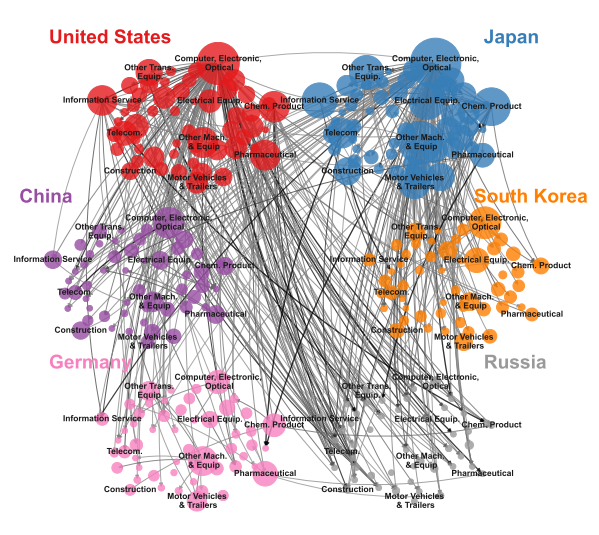 United States
Japan
Computer, Electronic,
Optical
Other Trans.
Equip.
Information Service
Electrical Equip.
Chem. Product
Telecom.
Other Mach.
& Equip
Pharmaceutical
Construction
Motor Vehicles
& Trailers
Computer, Electronic,
Optical
Other Trans.
Equip.
Information Service
Electrical Equip.
Chem. Product
Telecom.
Other Mach.
& Equip
Pharmaceutical
Construction
Motor Vehicles
& Trailers
China
South Korea
Computer, Electronic,
Optical
Other Trans.
Equip.
Information Service
Electrical Equip.
Chem. Product
Telecom.
Other Mach.
& Equip
Pharmaceutical
Construction
Motor Vehicles
& Trailers
Computer, Electronic,
Optical
Other Trans.
Equip.
Information Service
Electrical Equip.
Chem. Product
Telecom.
Other Mach.
& Equip
Pharmaceutical
Construction
Motor Vehicles
& Trailers
Germany
Russia
Computer, Electronic,
Optical
Other Trans.
Equip.
Information Service
Electrical Equip.
Chem. Product
Telecom.
Other Mach.
& Equip
Pharmaceutical
Construction
Motor Vehicles
& Trailers
Computer, Electronic,
Optical
Other Trans.
Equip.
Information Service
Electrical Equip.
Chem. Product
Telecom.
Other Mach.
& Equip
Pharmaceutical
Construction
Motor Vehicles
& Trailers